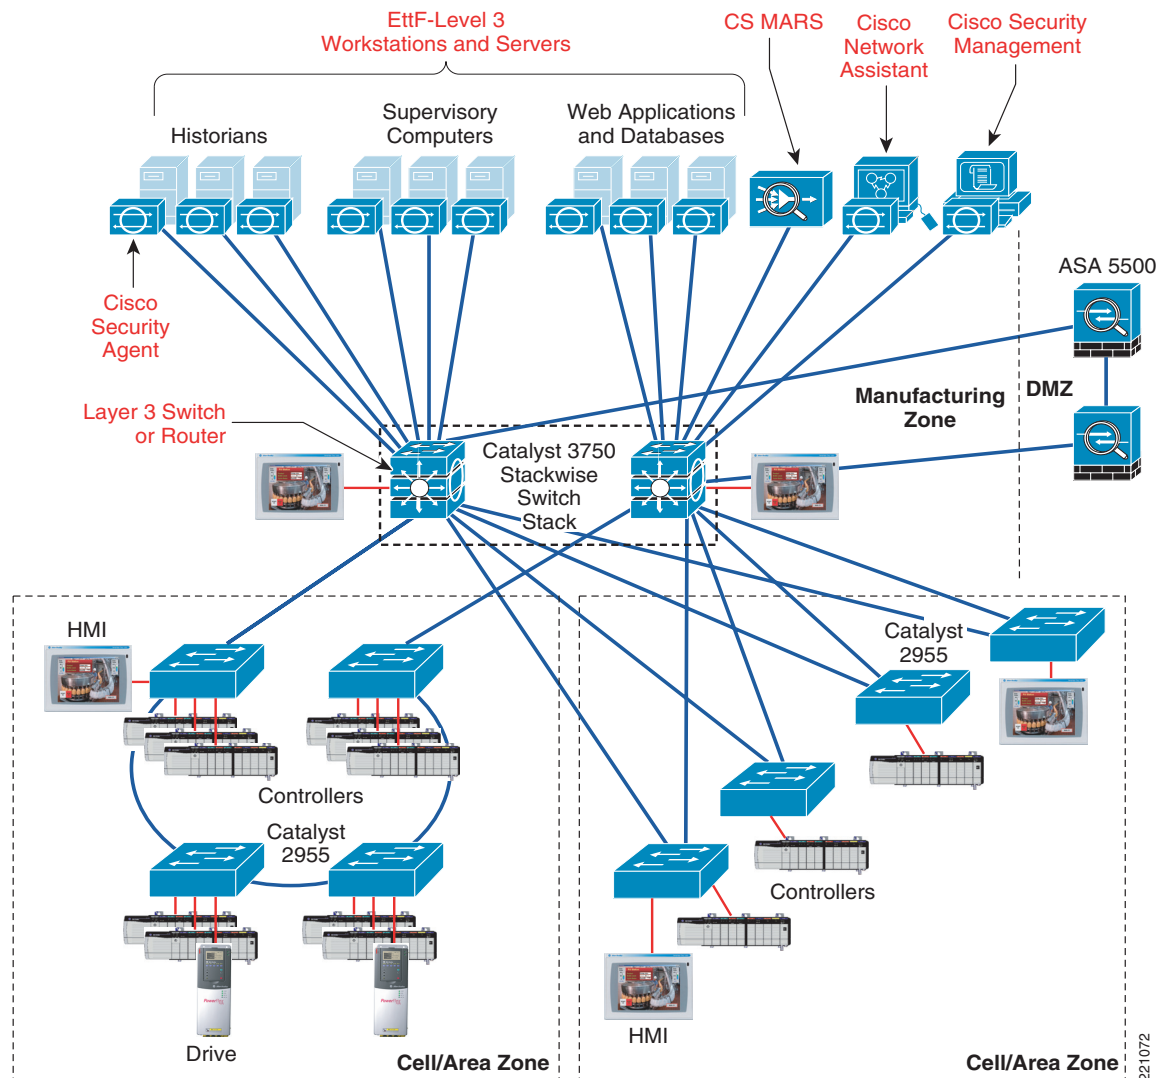 EttF-Level 3
Workstations and Servers
CS MARS
Cisco
Network
Assistant
Cisco Security
Management
Historians
Supervisory
Computers
Web Applications
and Databases
Cisco
Security
Agent
ASA 5500
Layer 3 Switch
or Router
Catalyst 3750
Stackwise
Switch
Stack
Manufacturing
Zone
DMZ
HMI
Controllers
Catalyst
2955
Drive
Cell/Area Zone
Catalyst
2955
Controllers
HMI
Cell/Area Zone
221072